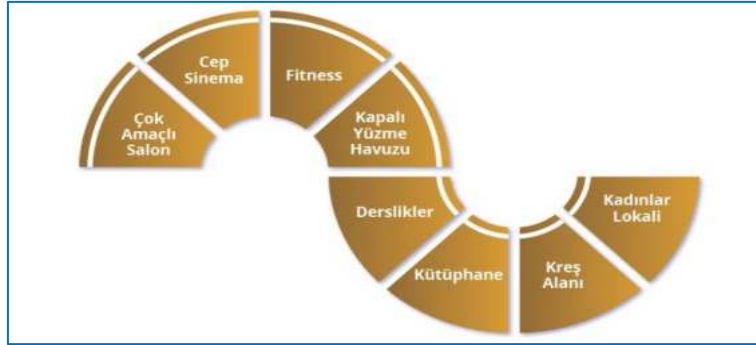 Çok
Amaçlı
Salon
Cep
Sinema
Fitness
Kapalı
Yüzme
Havuzu
Derslikler
Kütüphane
Kreş
Alanı
Kadınlar
Lokali